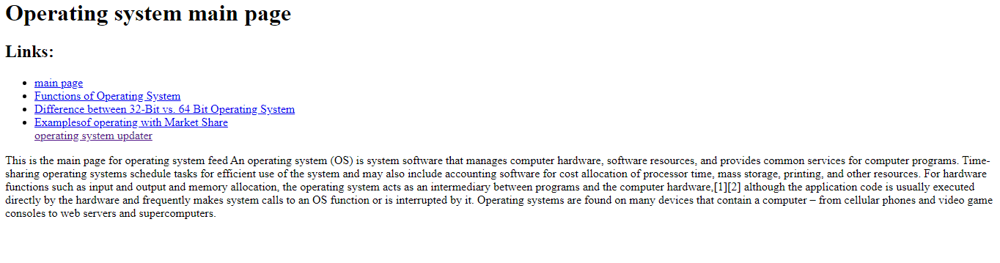 Operating system main page
Links:
main page
Functions of Operating System
Difference between 32-Bit vs. 64 Bit Operating System
Examplesof operating with Market Share
operating system updater
This is the main page for operating system feed An operating system (OS) is system software that manages computer hardware, software resources, and provides common services for computer programs. Time-
sharing operating systems schedule tasks for efficient use of the system and may also include accounting software for cost allocation of processor time, mass storage, printing, and other resources. For hardware
functions such as input and output and memory allocation, the operating system acts as an intermediary between programs and the computer hardware,[1][2] although the application code is usually executed
directly by the hardware and frequently makes system calls to an OS function or is interrupted by it. Operating systems are found on many devices that contain a computer – from cellular phones and video game
consoles to web servers and supercomputers.